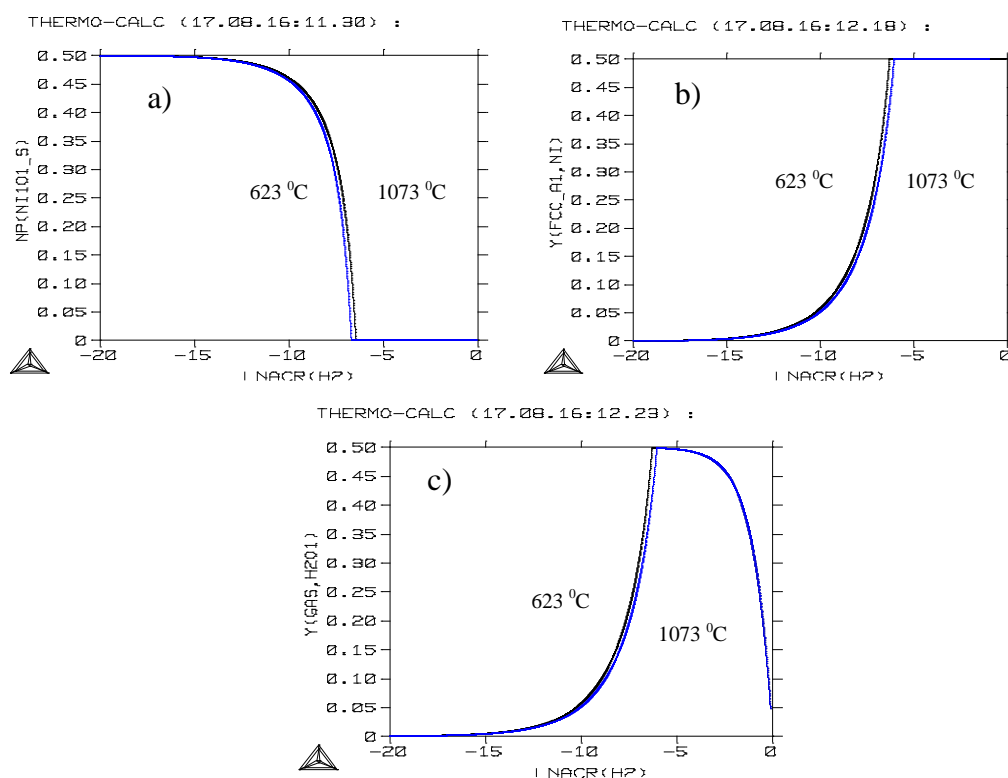 THERMO-CALC (17.08.16:11.30) :
a)
NP(NI1O1_S)
0.50
0.45
0.40
0.35
0.30
0.25
0.20
0.15
0.10
0.05
0
623 ⁰C
1073 ⁰C
-20
-15
-10
-5
0
LNACR(H2)
THERMO-CALC (17.08.16:12.18) :
b)
Y(FCC_A1,NI)
0.50
0.45
0.40
0.35
0.30
0.25
0.20
0.15
0.10
0.05
0
623 ⁰C
1073 ⁰C
-20
-15
-10
-5
0
LNACR(H2)
THERMO-CALC (17.08.16:12.23) :
c)
Y(GAS,H2O1)
0.50
0.45
0.40
0.35
0.30
0.25
0.20
0.15
0.10
0.05
0
623 ⁰C
1073 ⁰C
-20
-15
-10
-5
0
LNACR(H2)